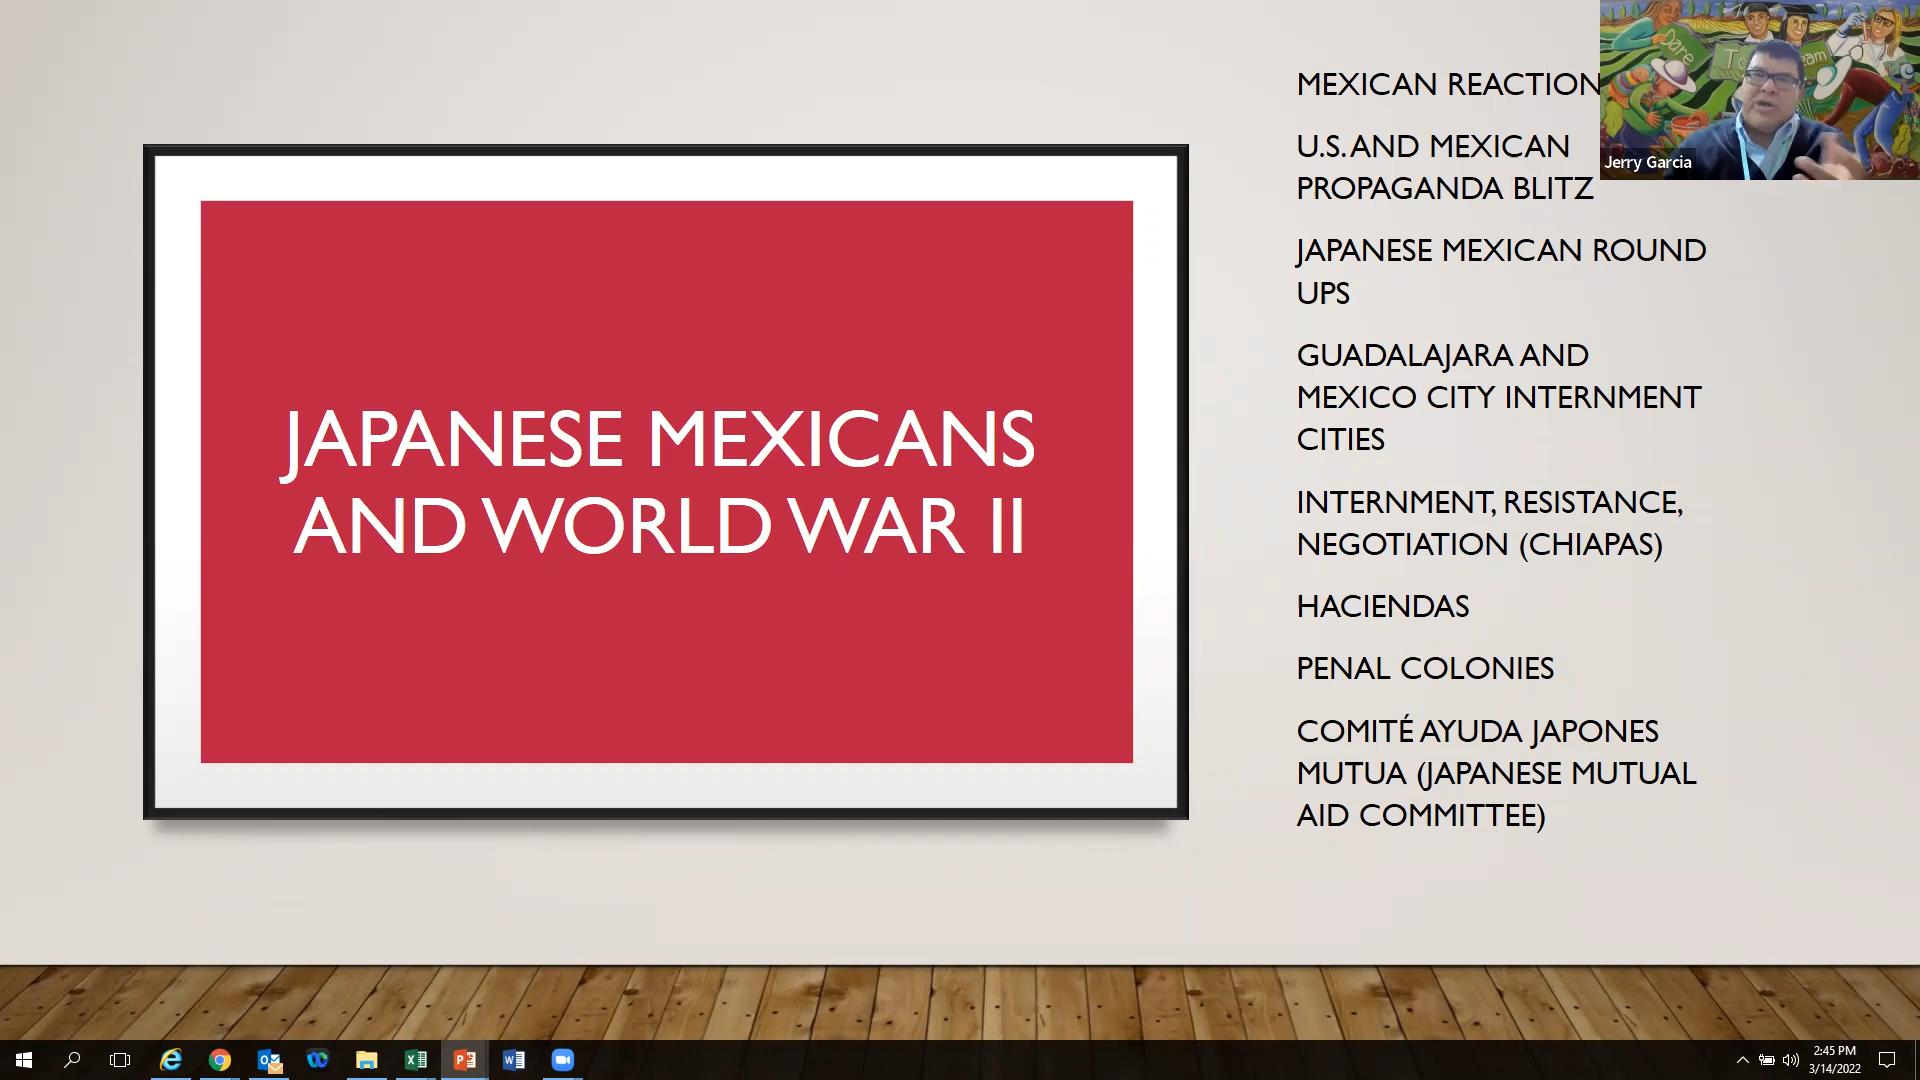 JAPANESE MEXICANS
AND WORLD WAR II
MEXICAN REACTION
U.S. AND MEXICAN
PROPAGANDA BLITZ
JAPANESE MEXICAN ROUND
UPS
GUADALAJARA AND
MEXICO CITY INTERNMENT
CITIES
INTERNMENT, RESISTANCE,
NEGOTIATION (CHIAPAS)
HACIENDAS
PENAL COLONIES
COMITÉ AYUDA JAPONES
MUTUA (JAPANESE MUTUAL
AID COMMITTEE)
Dare
Jerry Garcia
2:45 PM
3/14/2022